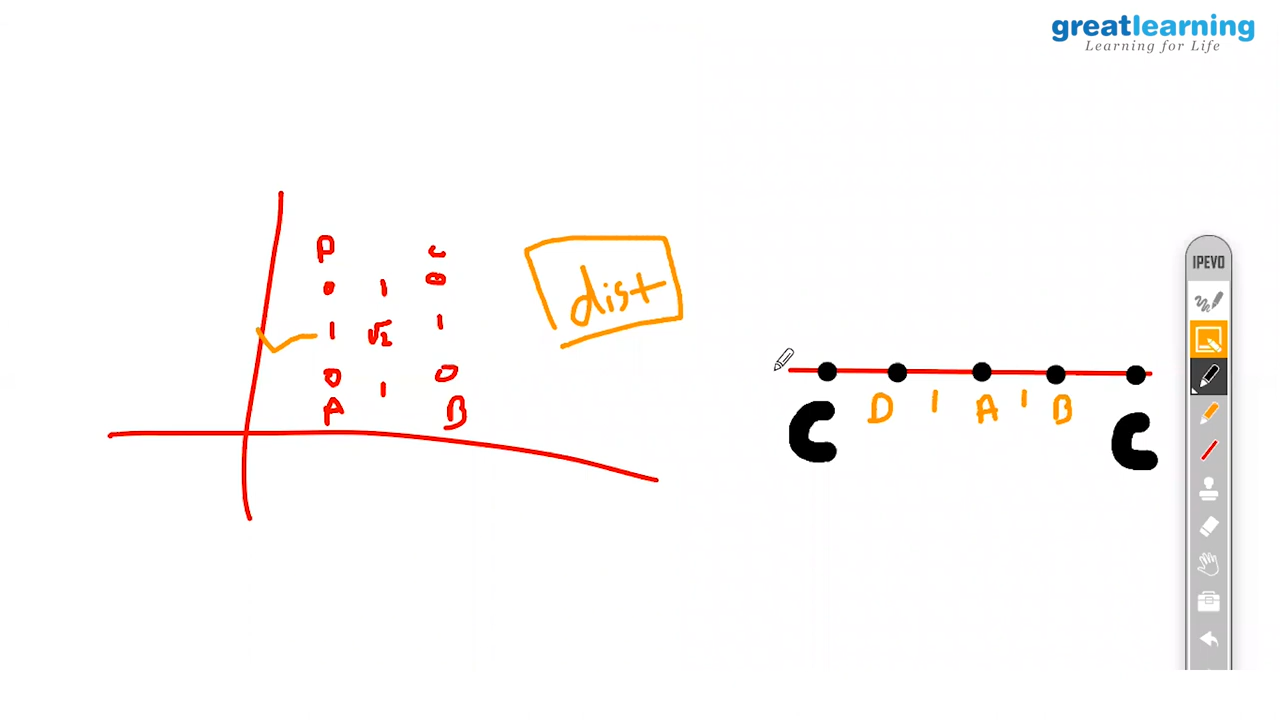 greatlearning
Learning for Life
D C
0 1 0
1 √2 1
0 1 0
A B
dist
D 1 A 1 B
C C
IPEVO